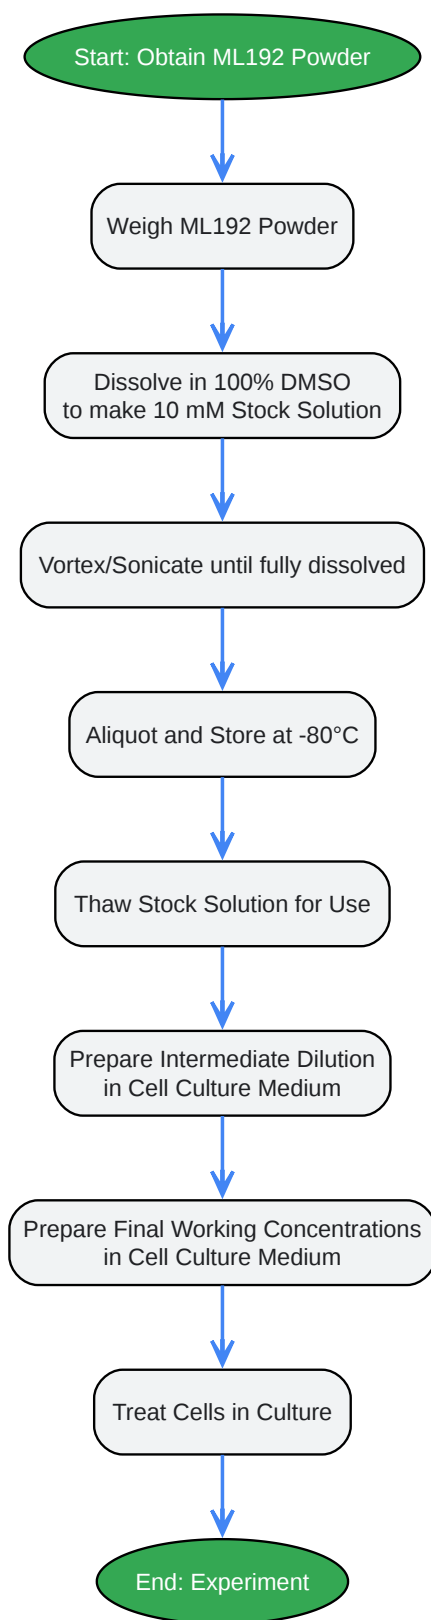 Start: Obtain ML192 Powder
Weigh ML192 Powder
Dissolve in 100% DMSO
to make 10 mM Stock Solution
Vortex/Sonicate until fully dissolved
Aliquot and Store at -80°C
Thaw Stock Solution for Use
Prepare Intermediate Dilution
in Cell Culture Medium
Prepare Final Working Concentrations
in Cell Culture Medium
Treat Cells in Culture
End: Experiment